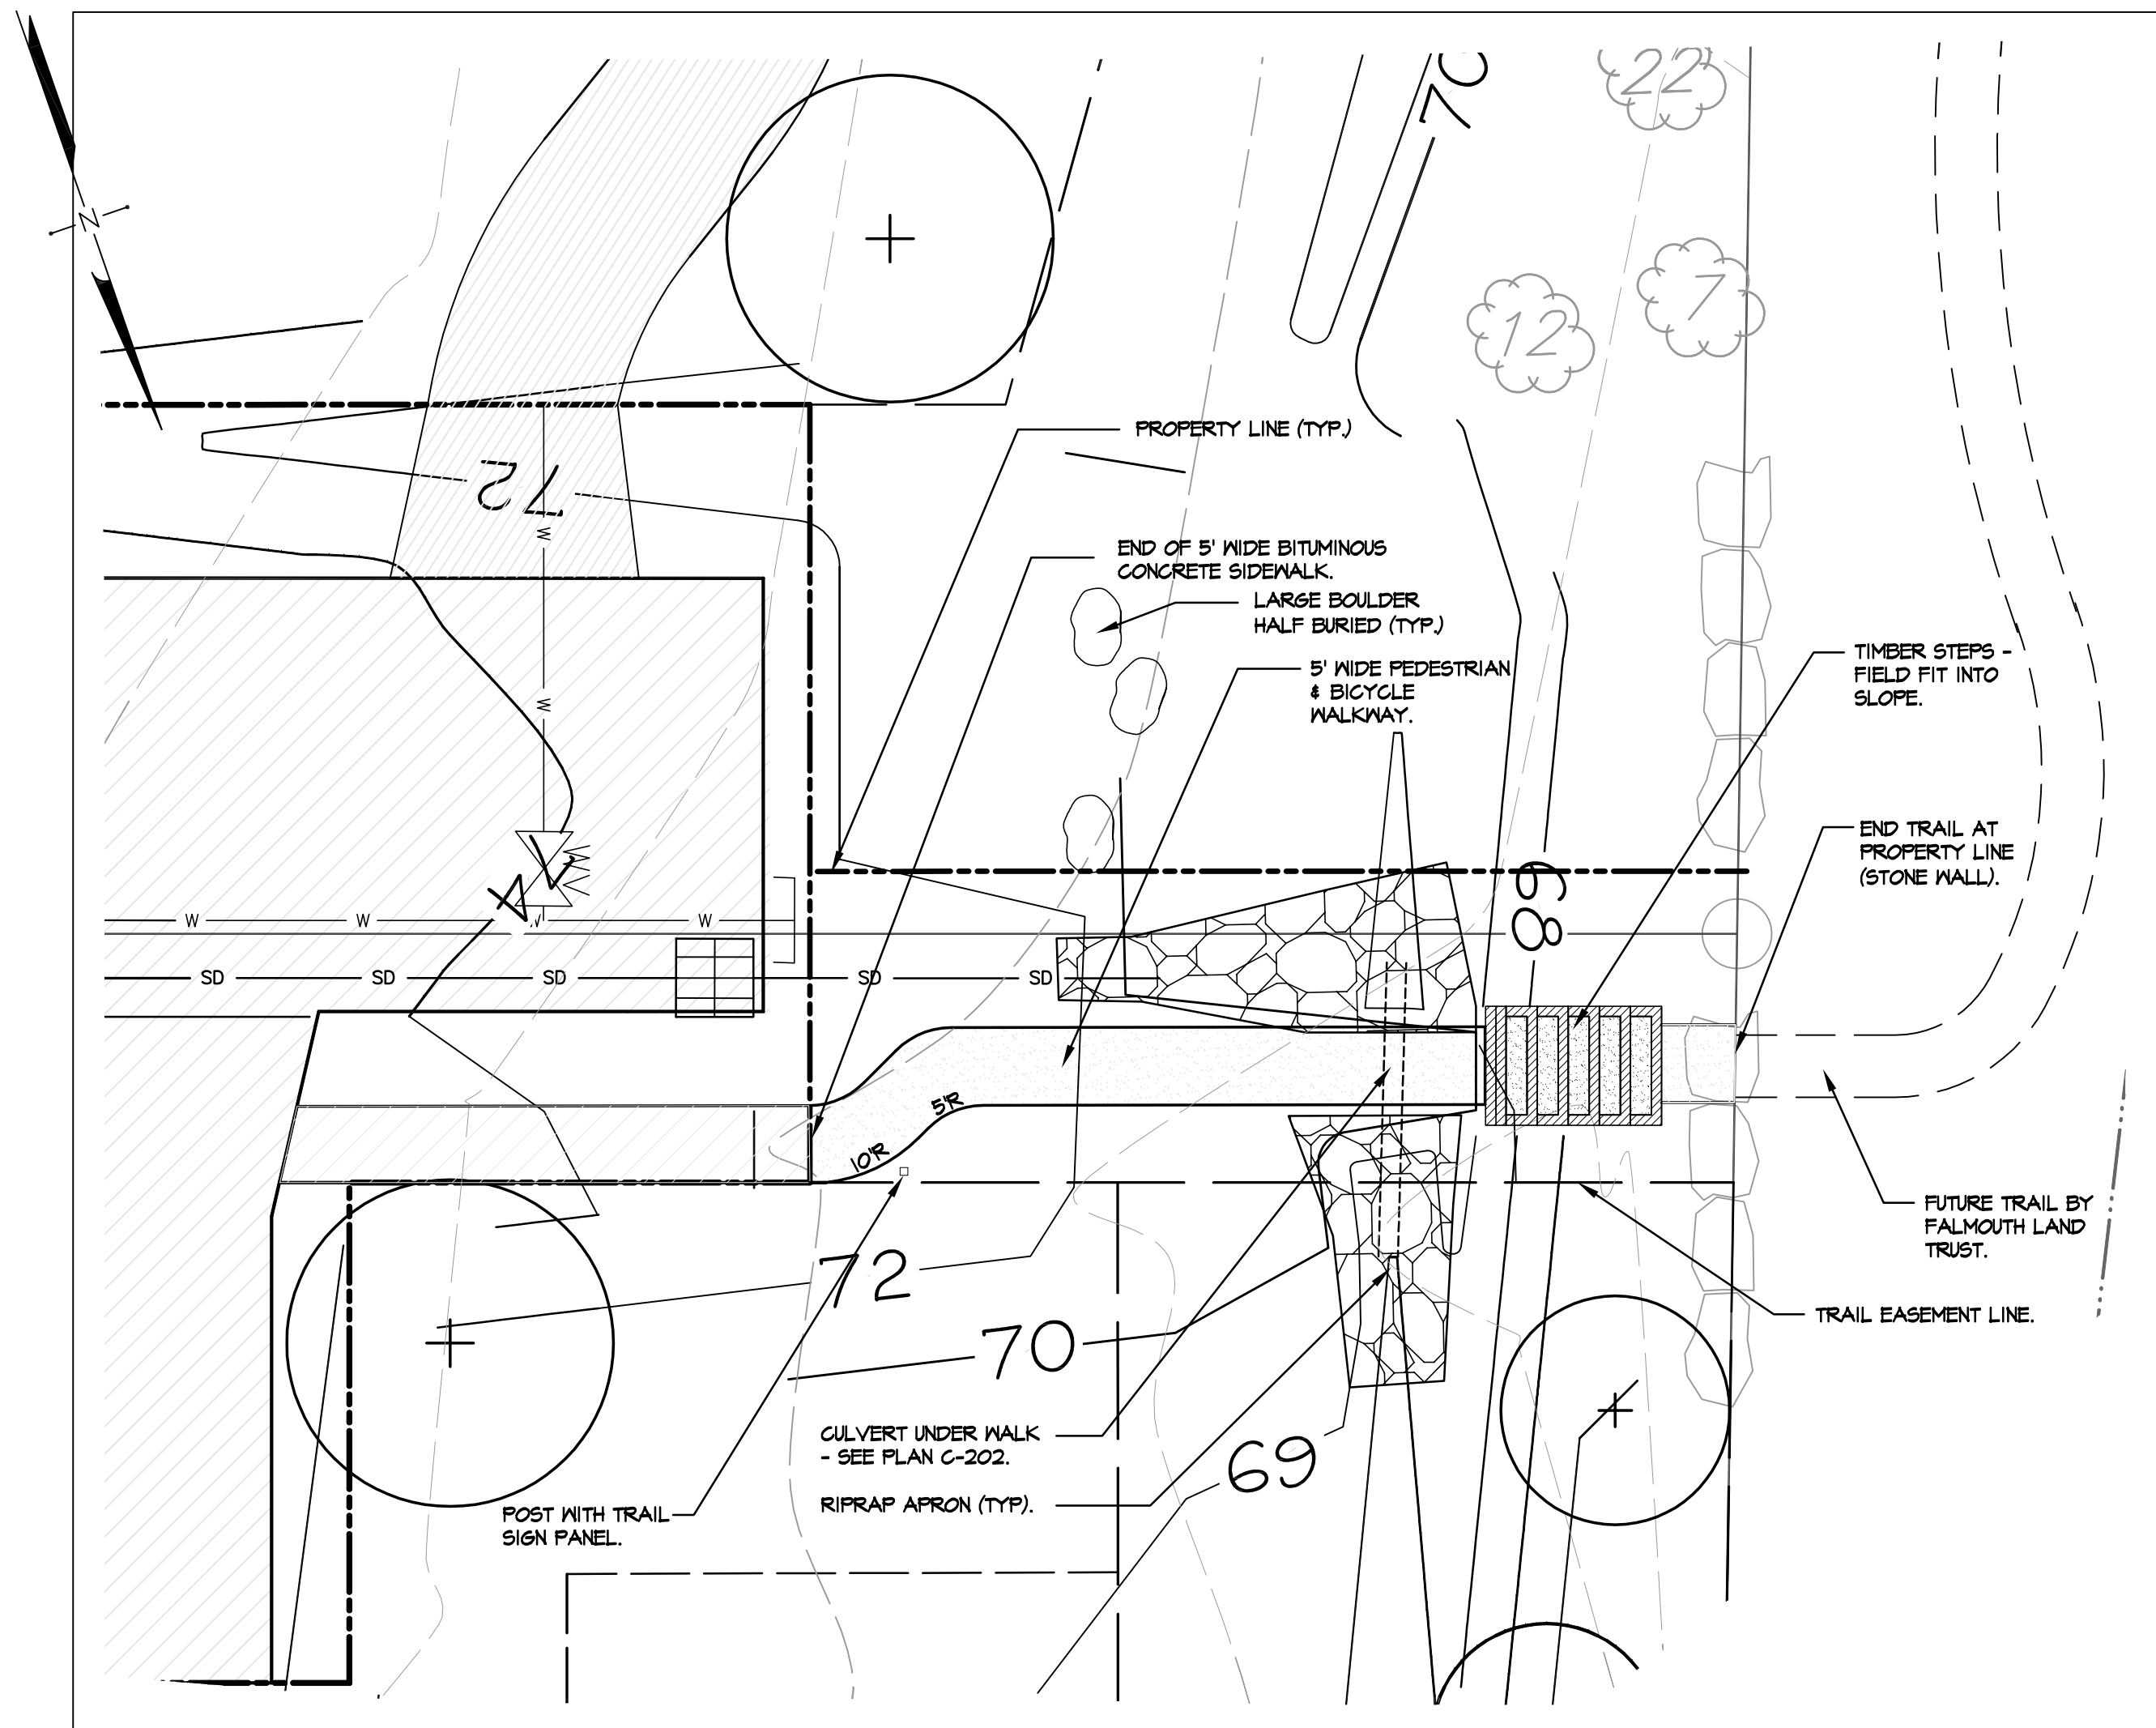 70
22
7
12
N
PROPERTY LINE (TYP.)
72
W
END OF 5' WIDE BITUMINOUS
CONCRETE SIDEWALK.
LARGE BOULDER
HALF BURIED (TYP.)
5' WIDE PEDESTRIAN
& BICYCLE
WALKWAY.
TIMBER STEPS -
FIELD FIT INTO
SLOPE.
W
END TRAIL AT
PROPERTY LINE
(STONE WALL).
W
68
W W W W
SD SD SD SD SD
5'R
10'R
FUTURE TRAIL BY
FALMOUTH LAND
TRUST.
72
TRAIL EASEMENT LINE.
70
CULVERT UNDER WALK
- SEE PLAN C-202.
69
RIPRAP APRON (TYP).
POST WITH TRAIL
SIGN PANEL.